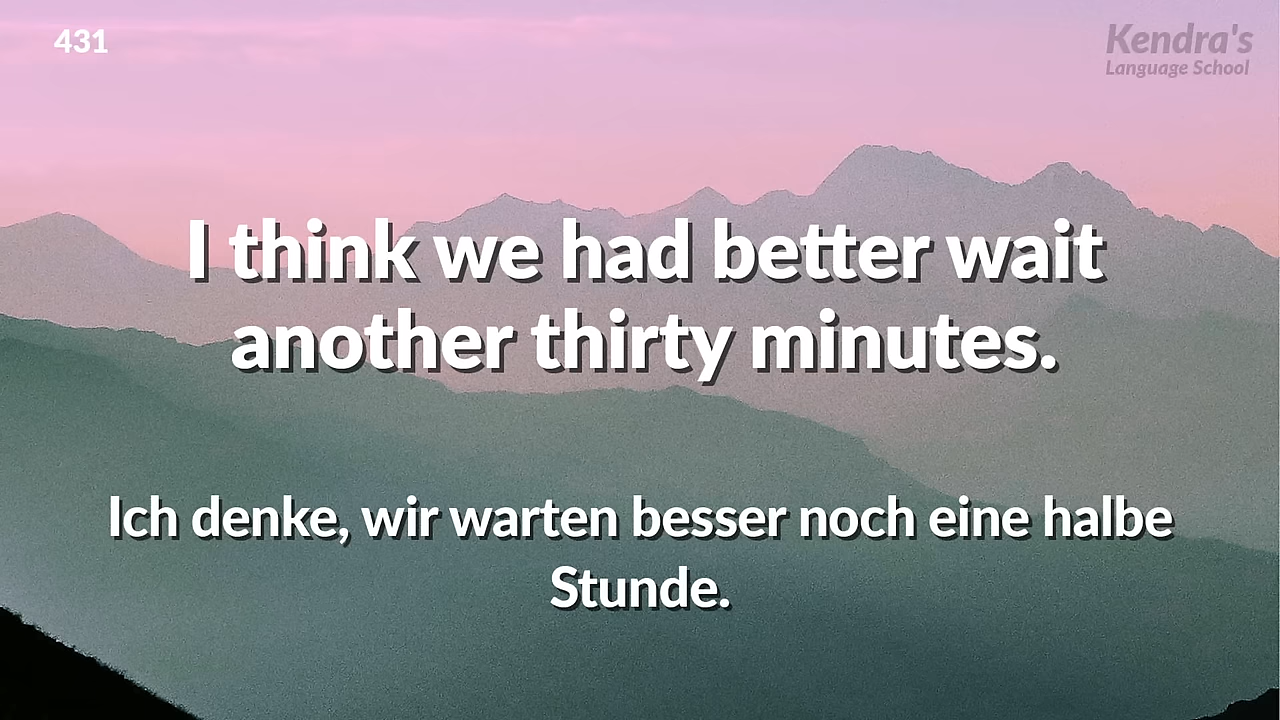 431
Kendra's
Language School
I think we had better wait
another thirty minutes.
Ich denke, wir warten besser noch eine halbe
Stunde.